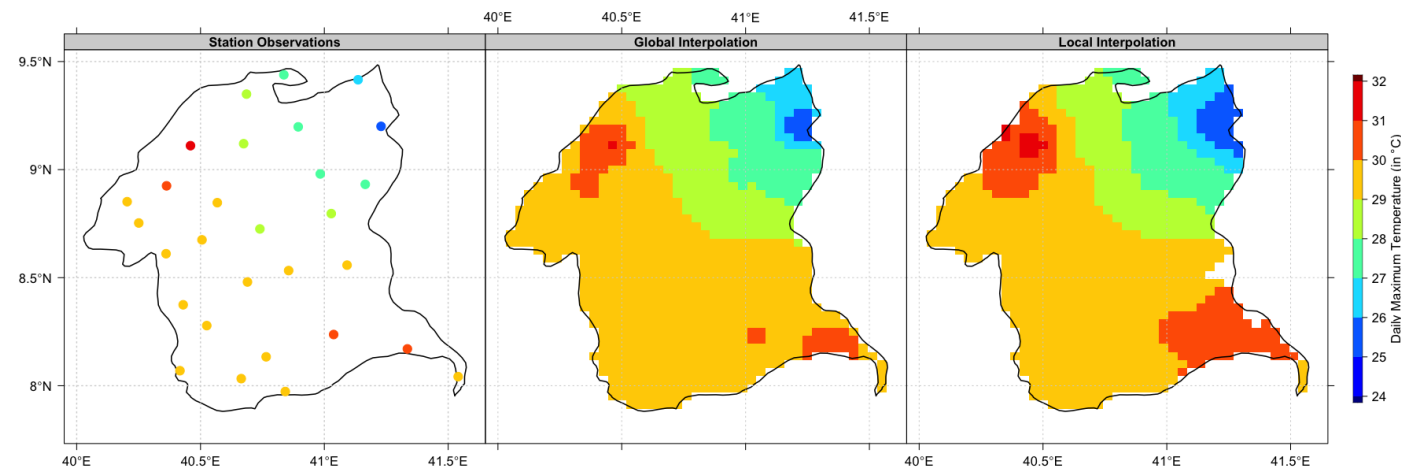 40°E 40.5°E 41°E 41.5°E
Station Observations Global Interpolation Local Interpolation
9.5°N
9°N
8.5°N
8°N
40°E 40.5°E 41°E 41.5°E 40°E 40.5°E 41°E 41.5°E
32
31
30
29
28
27
26
25
24
Daily Maximum Temperature (in °C)